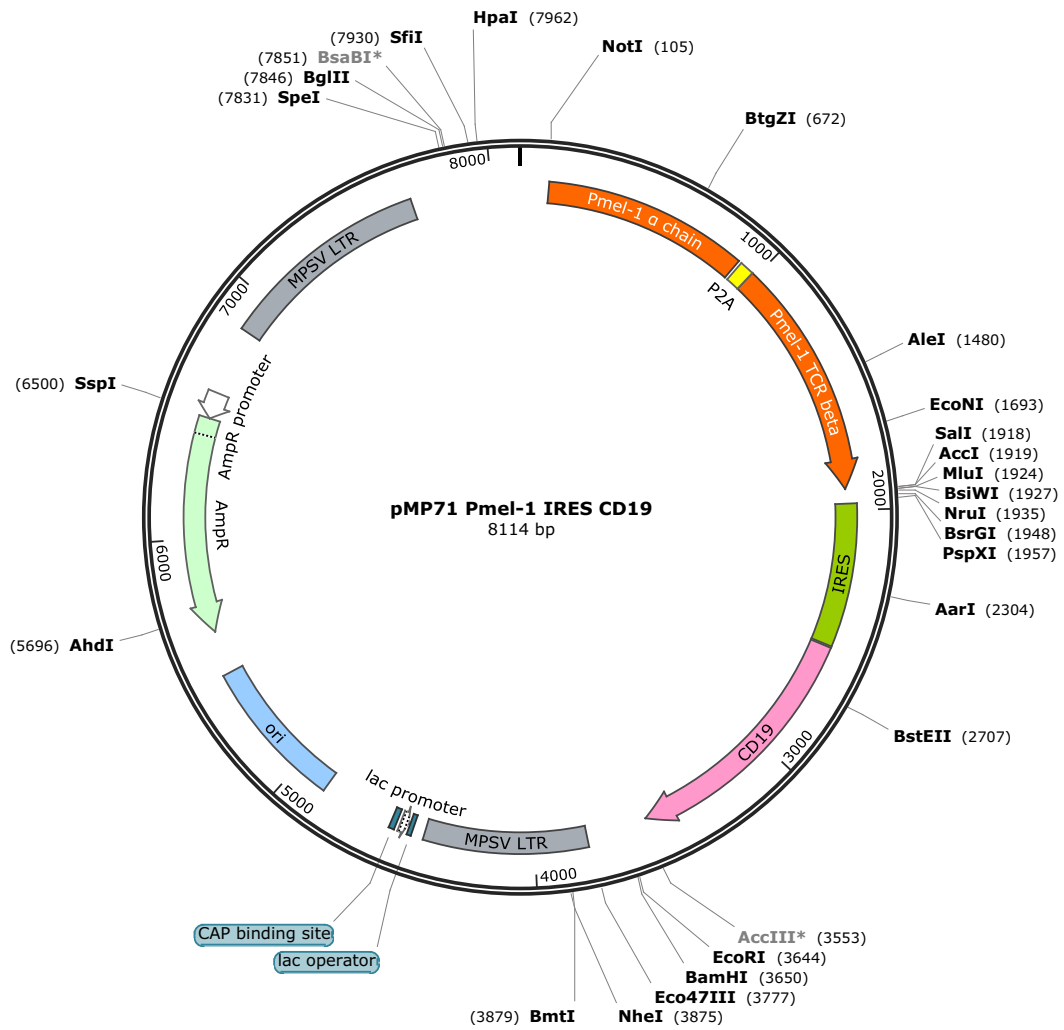 HpaI (7962)
(7930) SfiI
(7851) BsaBI*
(7846) BglII
(7831) SpeI
NotI (105)
BtgZI (672)
8000
1000
Pmel-1 α chain
P2A
Pmel-1 TCR beta
MPSV LTR
7000
AleI (1480)
EcoNI (1693)
SalI (1918)
AccI (1919)
MluI (1924)
BsiWI (1927)
NruI (1935)
BsrGI (1948)
PspXI (1957)
2000
(6500) SspI
AmpR promoter
AmpR
6000
pMP71 Pmel-1 IRES CD19
8114 bp
IRES
AarI (2304)
(5696) AhdI
BstEII (2707)
CD19
3000
ori
5000
lac promoter
MPSV LTR
4000
CAP binding site
lac operator
AccIII* (3553)
EcoRI (3644)
BamHI (3650)
Eco47III (3777)
NheI (3875)
(3879) BmtI